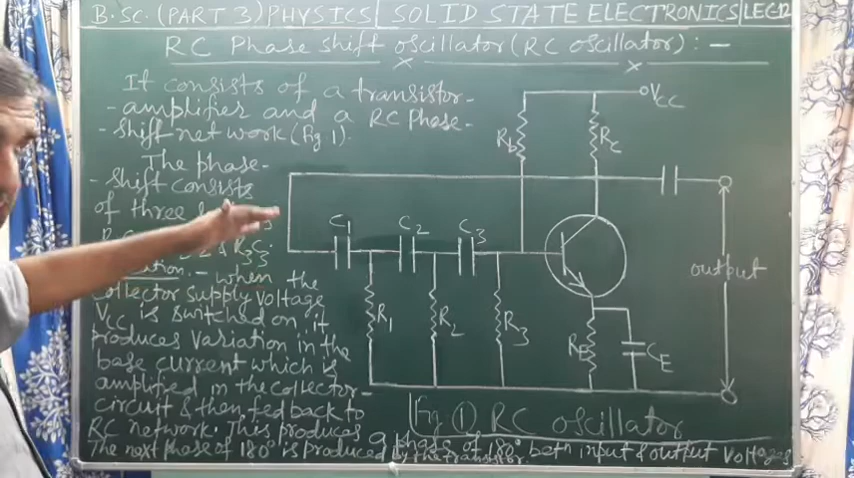 B.Sc. (PART 3) PHYSICS | SOLID STATE ELECTRONICS | LEC
RC Phase shift oscillator (RC oscillator) : -
It consists of a transistor-
- amplifier and a RC Phase-
- shift net work (fig 1).
The phase-
- shift consists
of three
when the
collector supply voltage
VCC is switched on it
produces variation in the
base current which is
amplified in the collector-
circuit & then fed back to
RC network. This produces a phase of 180° betn input & output voltages
The next phase of 180° is produced by the transistor.
VCC
Rb
RC
C1
C2
C3
R1
R2
R3
RE
CE
output
Fig (1) RC oscillator